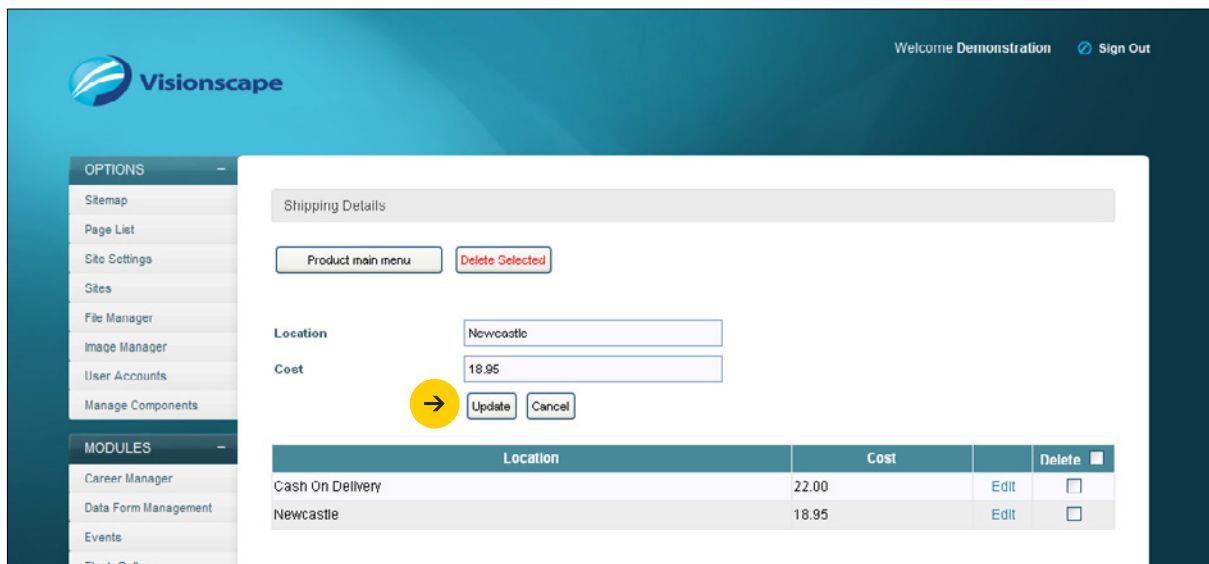 Welcome Demonstration Sign Out
Visionscape
OPTIONS –
Sitemap
Page List
Site Settings
Sites
File Manager
Image Manager
User Accounts
Manage Components
MODULES –
Career Manager
Data Form Management
Events
Shipping Details
Product main menu Delete Selected
Location Newcastle
Cost 18.95
Update Cancel
Location Cost Delete
Cash On Delivery 22.00 Edit
Newcastle 18.95 Edit